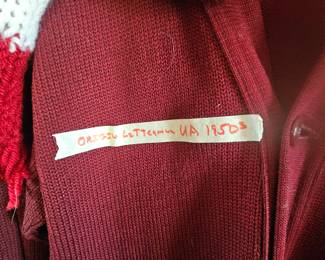 ORIGINAL LETTERMAN UA 1950s